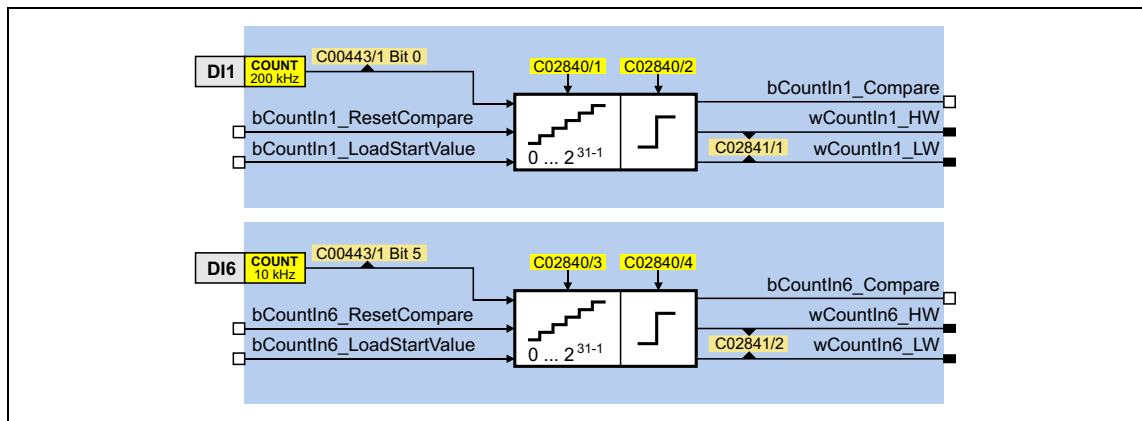 C00443/1 Bit 0
DI1 COUNT
200 kHz
C02840/1 C02840/2
bCountIn1_Compare
bCountIn1_ResetCompare
wCountIn1_HW
bCountIn1_LoadStartValue
C02841/1
wCountIn1_LW
0 ... 2^31-1
C00443/1 Bit 5
DI6 COUNT
10 kHz
C02840/3 C02840/4
bCountIn6_Compare
bCountIn6_ResetCompare
wCountIn6_HW
bCountIn6_LoadStartValue
C02841/2
wCountIn6_LW
0 ... 2^31-1